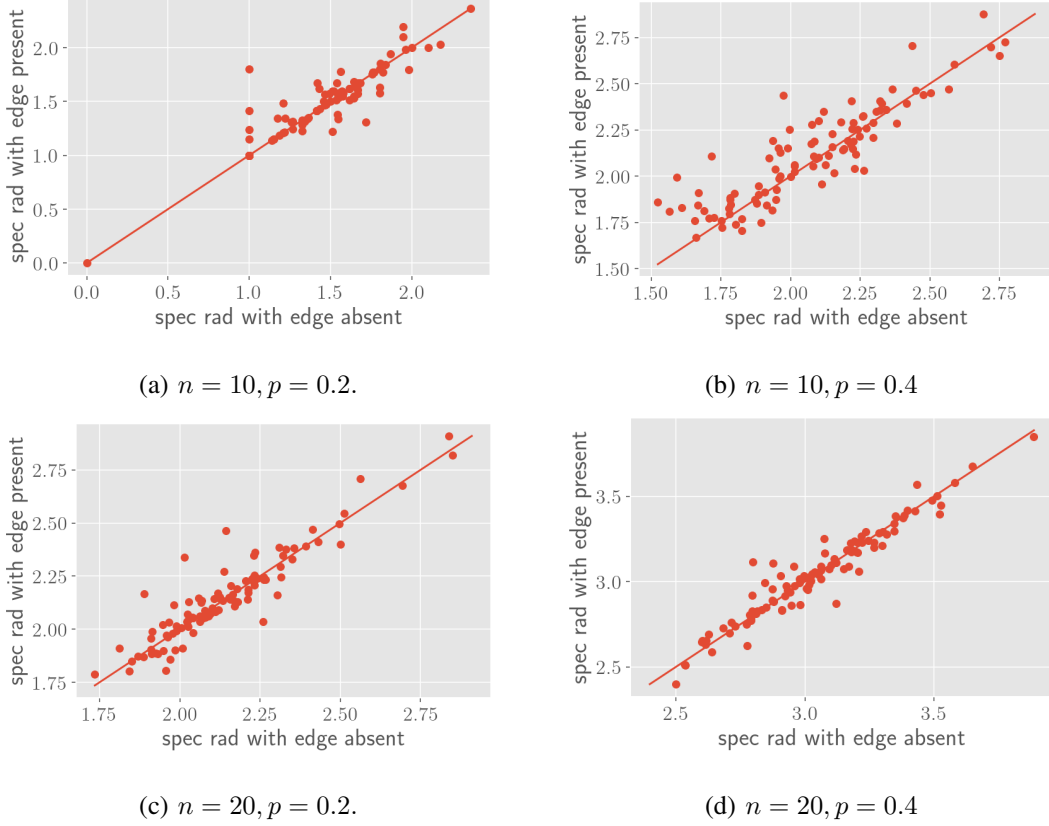 spec rad with edge present
2.0
1.5
1.0
0.5
0.0
0.0 0.5 1.0 1.5 2.0
spec rad with edge absent
(a) n = 10, p = 0.2.
spec rad with edge present
2.75
2.50
2.25
2.00
1.75
1.50
1.50 1.75 2.00 2.25 2.50 2.75
spec rad with edge absent
(b) n = 10, p = 0.4
spec rad with edge present
2.75
2.50
2.25
2.00
1.75
1.75 2.00 2.25 2.50 2.75
spec rad with edge absent
(c) n = 20, p = 0.2.
spec rad with edge present
3.5
3.0
2.5
2.5 3.0 3.5
spec rad with edge absent
(d) n = 20, p = 0.4